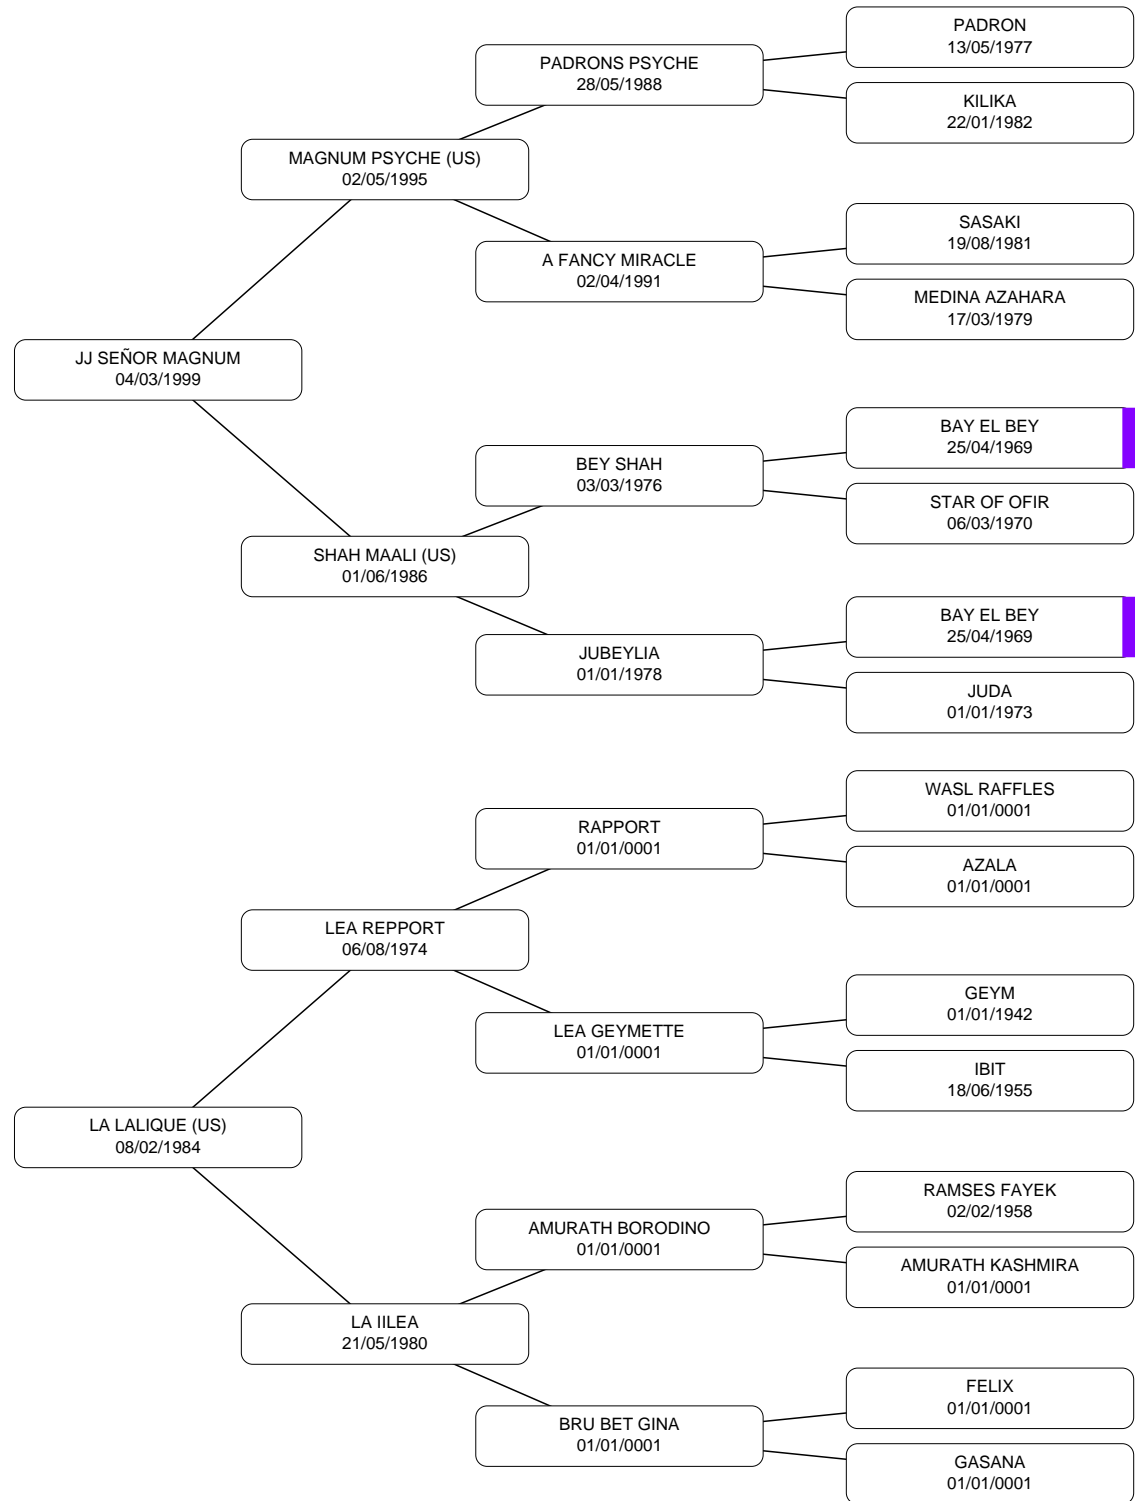 PADRON
13/05/1977
PADRONS PSYCHE
28/05/1988
KILIKA
22/01/1982
MAGNUM PSYCHE (US)
02/05/1995
SASAKI
19/08/1981
A FANCY MIRACLE
02/04/1991
MEDINA AZAHARA
17/03/1979
JJ SEÑOR MAGNUM
04/03/1999
BAY EL BEY
25/04/1969
BEY SHAH
03/03/1976
STAR OF OFIR
06/03/1970
SHAH MAALI (US)
01/06/1986
BAY EL BEY
25/04/1969
JUBEYLIA
01/01/1978
JUDA
01/01/1973
WASL RAFFLES
01/01/0001
RAPPORT
01/01/0001
AZALA
01/01/0001
LEA REPPORT
06/08/1974
GEYM
01/01/1942
LEA GEYMETTE
01/01/0001
IBIT
18/06/1955
LA LALIQUE (US)
08/02/1984
RAMSES FAYEK
02/02/1958
AMURATH BORODINO
01/01/0001
AMURATH KASHMIRA
01/01/0001
LA IILEA
21/05/1980
FELIX
01/01/0001
BRU BET GINA
01/01/0001
GASANA
01/01/0001